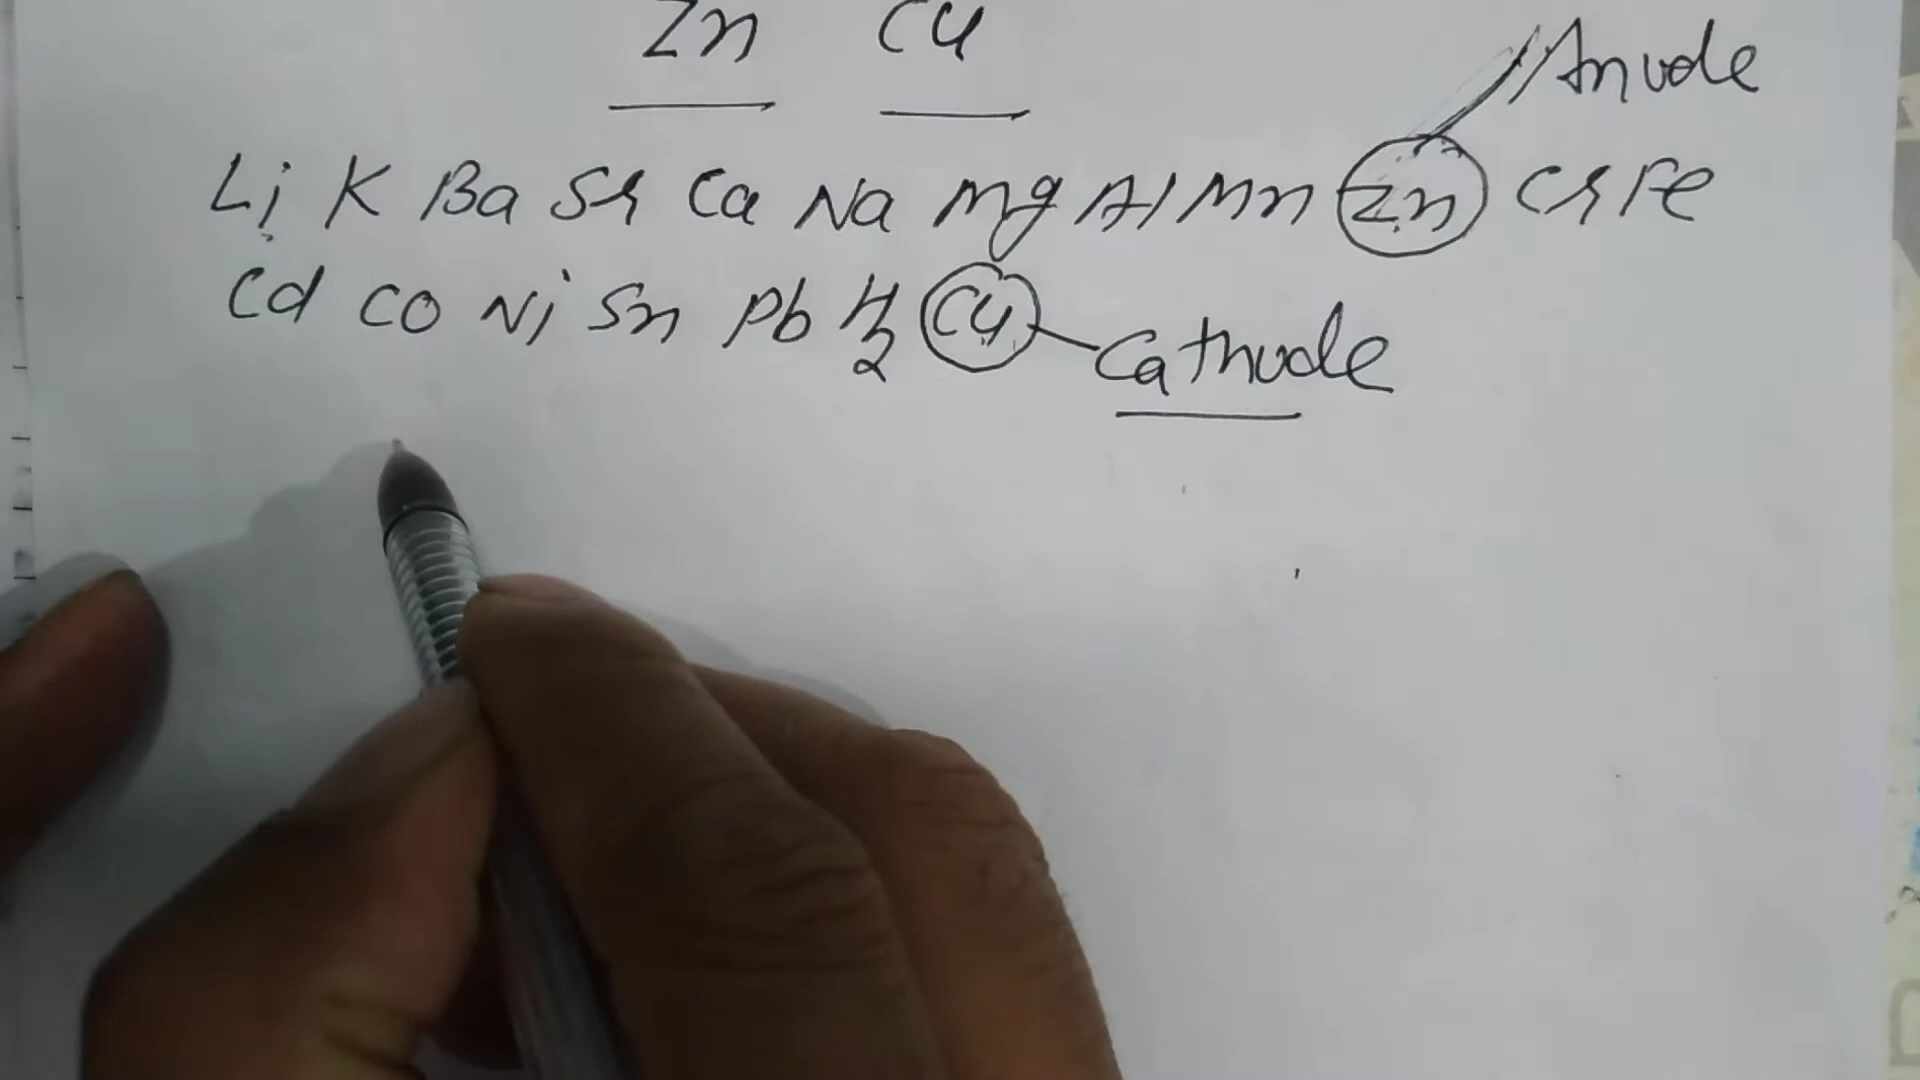 Zn Cu
Anode
Li K Ba Sr Ca Na Mg Al Mn Zn Cr Fe
Cd Co Ni Sn Pb H2 Cu Cathode